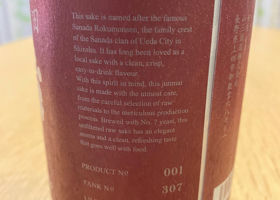 This sake is named after the famous
Sanada Rokumonsen, the family crest
of the Sanada clan of Ueda City in
Shinshu. It has long been loved as a
local sake with a clean, crisp,
easy-to-drink flavour.
With this spirit in mind, this junmai
sake is made with the utmost care,
from the careful selection of raw
materials to the meticulous production
process. Brewed with No. 7 yeast, this
unfiltered raw sake has an elegant
aroma and a clean, refreshing taste
that goes well with food.
PRODUCT No 001
TANK No 307